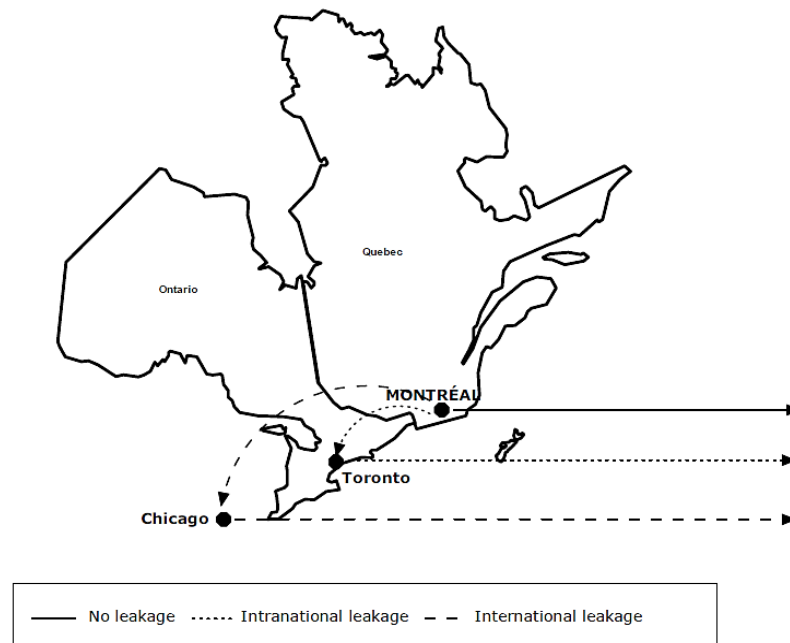 Quebec
Ontario
MONTRÉAL
Toronto
Chicago
No leakage Intranational leakage International leakage